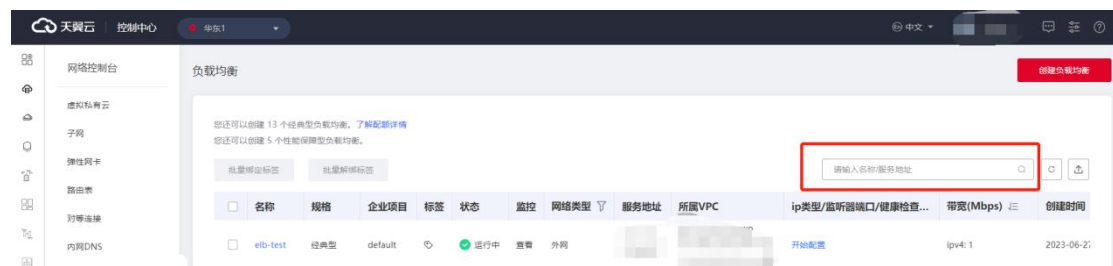 天翼云 控制中心 华东1 中文
网络控制台
虚拟私有云
子网
弹性网卡
路由表
对等连接
内网DNS
负载均衡 创建负载均衡
您还可以创建 13 个经典型负载均衡。了解配额详情
您还可以创建 5 个性能保障型负载均衡。
批量绑定标签 批量解绑标签 请输入名称/服务地址
名称 规格 企业项目 标签 状态 监控 网络类型 服务地址 所属VPC ip类型/监听器端口/健康检查... 带宽(Mbps) 创建时间
elb-test 经典型 default 运行中 查看 外网 开始配置 ipv4: 1 2023-06-27